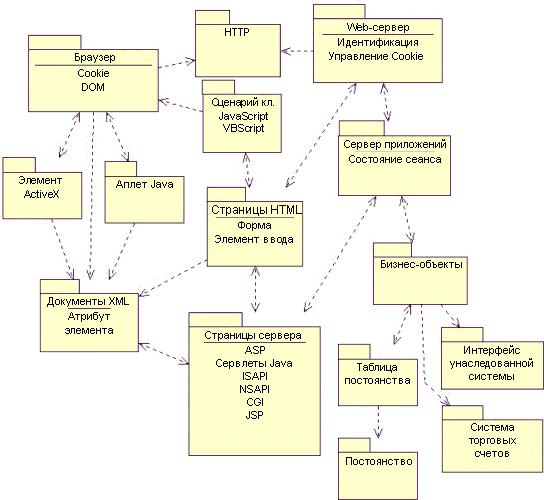 HTTP
Web-сервер
Идентификация
Управление Cookie
Браузер
Cookie
DOM
Сценарий кл.
JavaScript
VBScript
Сервер приложений
Состояние сеанса
Элемент
ActiveX
Аплет Java
Страницы HTML
Форма
Элемент ввода
Бизнес-объекты
Документы XML
Атрибут
элемента
Страницы сервера
ASP
Сервлеты Java
ISAPI
NSAPI
CGI
JSP
Таблица
постоянства
Интерфейс
унаследованной
системы
Постоянство
Система
торговых
счетов